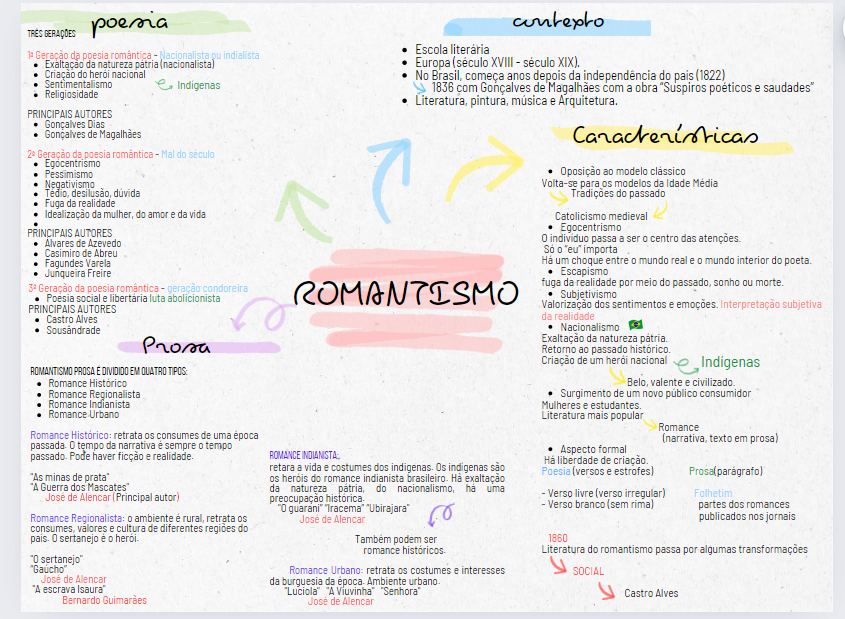 poesia
TRÊS GERAÇÕES
1ª Geração da poesia romântica - Nacionalista ou indialista
Exaltação da natureza pátria (nacionalista)
Criação do herói nacional
Sentimentalismo
Indígenas
Religiosidade
PRINCIPAIS AUTORES
Gonçalves Dias
Gonçalves de Magalhães
2ª Geração da poesia romântica - Mal do século
Egocentrismo
Pessimismo
Negativismo
Tédio, desilusão, dúvida
Fuga da realidade
Idealização da mulher, do amor e da vida
PRINCIPAIS AUTORES
Alvares de Azevedo
Casimiro de Abreu
Fagundes Varela
Junqueira Freire
3ª Geração da poesia romântica - geração condoreira
Poesia social e libertária luta abolicionista
PRINCIPAIS AUTORES
Castro Alves
Sousândrade
contexto
Escola literária
Europa (século XVIII - século XIX).
No Brasil, começa anos depois da independência do país (1822)
1836 com Gonçalves de Magalhães com a obra "Suspiros poéticos e saudades"
Literatura, pintura, música e Arquitetura.
ROMANTISMO
Características
Oposição ao modelo clássico
Volta-se para os modelos da Idade Média
Tradições do passado
Catolicismo medieval
Egocentrismo
O indivíduo passa a ser o centro das atenções.
Só o "eu" importa
Há um choque entre o mundo real e o mundo interior do poeta.
Escapismo
fuga da realidade por meio do passado, sonho ou morte.
Subjetivismo
Valorização dos sentimentos e emoções. Interpretação subjetiva
da realidade
Nacionalismo
Exaltação da natureza pátria.
Retorno ao passado histórico.
Criação de um herói nacional
Indígenas
Belo, valente e civilizado.
Surgimento de um novo público consumidor
Mulheres e estudantes.
Literatura mais popular
Romance
(narrativa, texto em prosa)
Aspecto formal
Há liberdade de criação.
Poesia (versos e estrofes)
Prosa(parágrafo)
- Verso livre (verso irregular)
- Verso branco (sem rima)
Folhetim
partes dos romances
publicados nos jornais
1860
Literatura do romantismo passa por algumas transformações
SOCIAL
Castro Alves
Prosa
ROMANTISMO PROSA É DIVIDIDO EM QUATRO TIPOS:
Romance Histórico
Romance Regionalista
Romance Indianista
Romance Urbano
Romance Histórico: retrata os consumes de uma época
passada. O tempo da narrativa é sempre o tempo
passado. Pode haver ficção e realidade.
"As minas de prata"
"A Guerra dos Mascates"
José de Alencar (Principal autor)
Romance Regionalista: o ambiente é rural, retrata os
consumes, valores e cultura de diferentes regiões do
país. O sertanejo é o herói.
"O sertanejo"
"Gaúcho"
José de Alencar
"A escrava Isaura"
Bernardo Guimarães
ROMANCE INDIANISTA:,
retara a vida e costumes dos indígenas. Os indígenas são
os heróis do romance indianista brasileiro. Há exaltação
da natureza pátria, do nacionalismo, há uma
preocupação histórica.
"O guarani" "Iracema" "Ubirajara"
José de Alencar
Também podem ser
romance históricos.
Romance Urbano: retrata os costumes e interesses
da burguesia da época. Ambiente urbano.
"Lucíola" "A Viuvinha" "Senhora"
José de Alencar